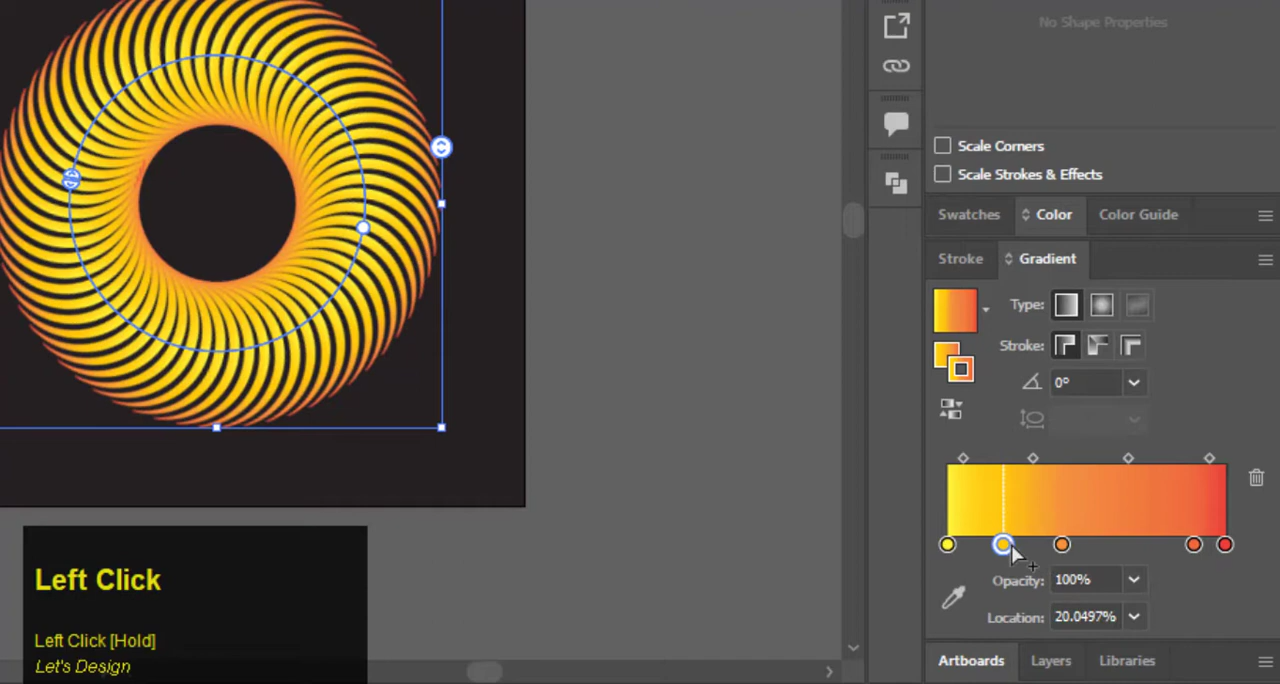 No Shape Properties
Scale Corners
Scale Strokes & Effects
Swatches Color Color Guide
Stroke Gradient
Type:
Stroke:
0°
Opacity: 100%
Location: 20.0497%
Artboards Layers Libraries
Left Click
Left Click [Hold]
Let's Design